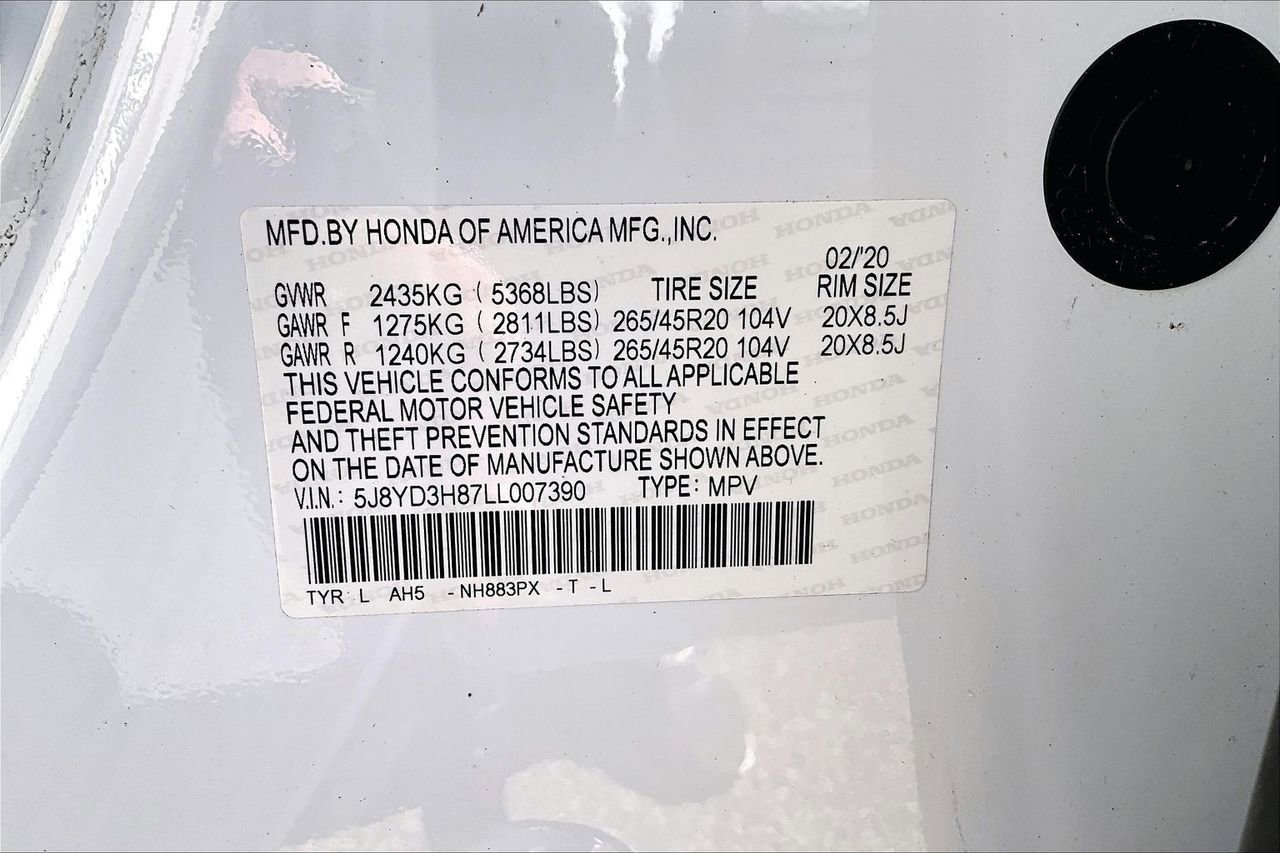 MFD.BY HONDA OF AMERICA MFG.,INC.
02/'20
GVWR 2435KG ( 5368LBS) TIRE SIZE RIM SIZE
GAWR F 1275KG ( 2811LBS) 265/45R20 104V 20X8.5J
GAWR R 1240KG ( 2734LBS) 265/45R20 104V 20X8.5J
THIS VEHICLE CONFORMS TO ALL APPLICABLE
FEDERAL MOTOR VEHICLE SAFETY
AND THEFT PREVENTION STANDARDS IN EFFECT
ON THE DATE OF MANUFACTURE SHOWN ABOVE.
V.I.N.: 5J8YD3H87LL007390 TYPE: MPV
TYR L AH5 - NH883PX - T - L